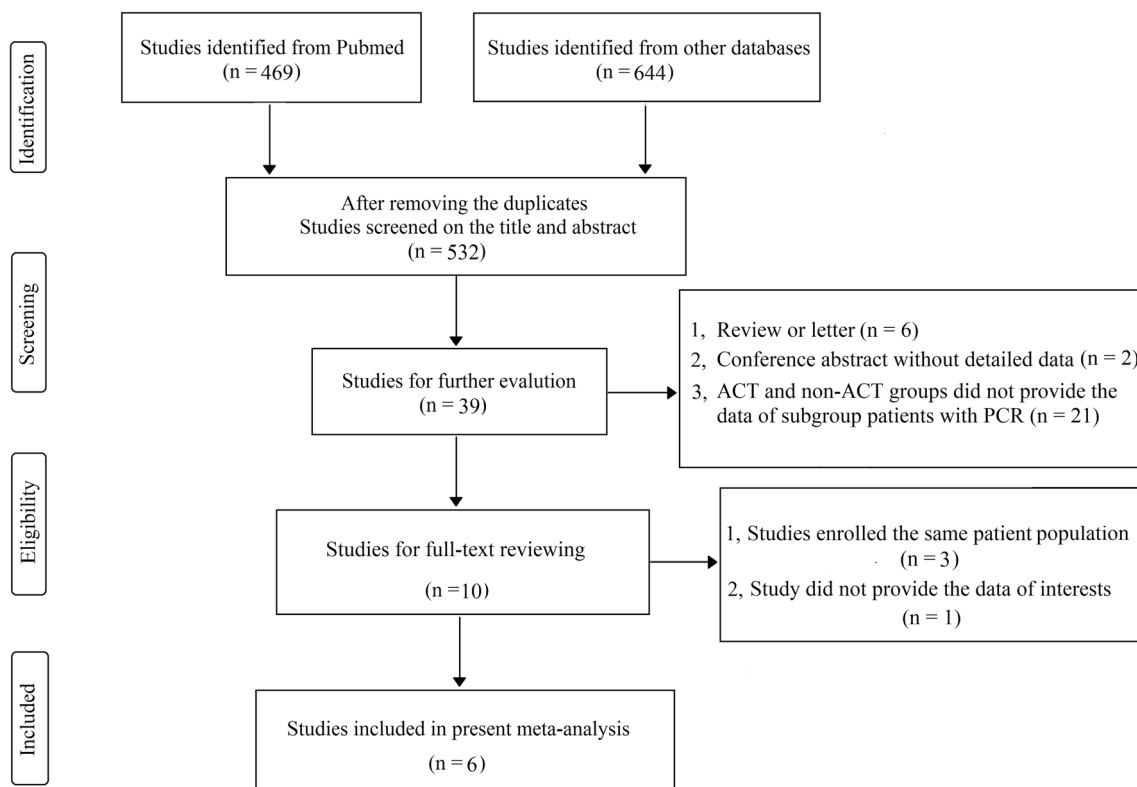 Identification
Studies identified from Pubmed
(n = 469)
Studies identified from other databases
(n = 644)
After removing the duplicates
Studies screened on the title and abstract
(n = 532)
Screening
Studies for further evalution
(n = 39)
1, Review or letter (n = 6)
2, Conference abstract without detailed data (n = 2)
3, ACT and non-ACT groups did not provide the
data of subgroup patients with PCR (n = 21)
Eligibility
Studies for full-text reviewing
(n =10)
1, Studies enrolled the same patient population
(n = 3)
2, Study did not provide the data of interests
(n = 1)
Included
Studies included in present meta-analysis
(n = 6)